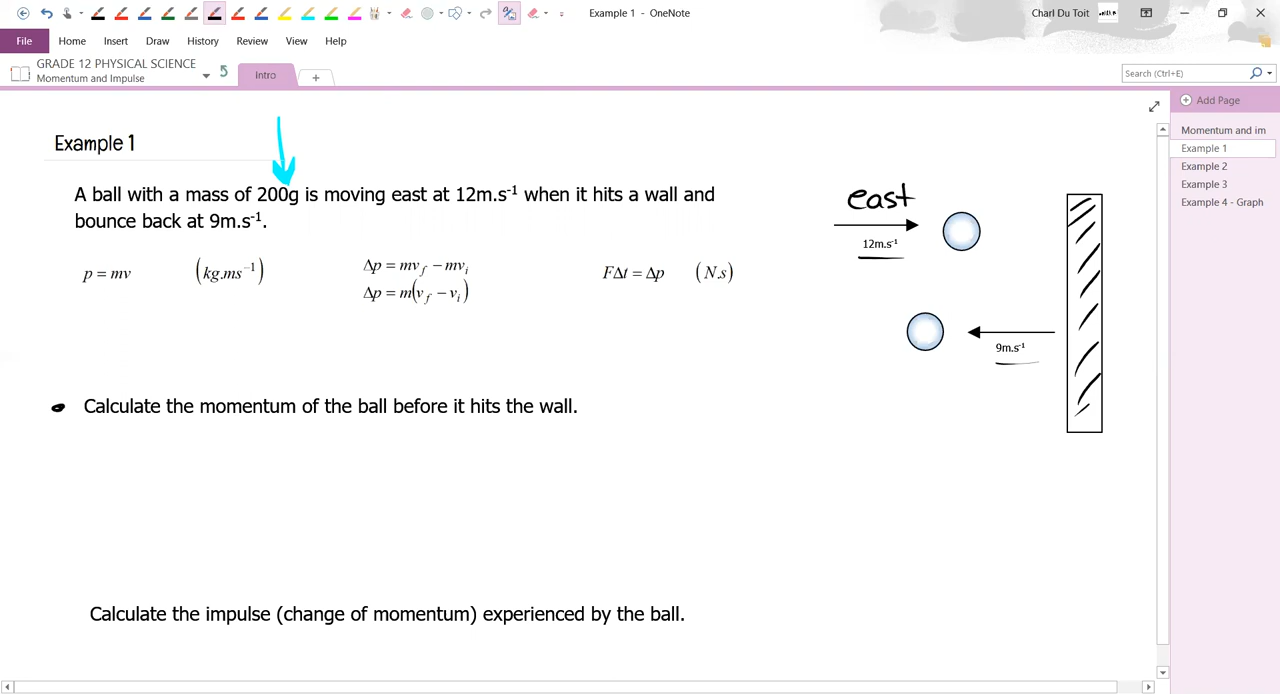 Example 1 - OneNote
Charl Du Toit
File Home Insert Draw History Review View Help
GRADE 12 PHYSICAL SCIENCE
Momentum and Impulse
Intro
+
Search (Ctrl+E)
Add Page
Momentum and im
Example 1
Example 2
Example 3
Example 4 - Graph
Example 1
A ball with a mass of 200g is moving east at 12m.s⁻¹ when it hits a wall and
bounce back at 9m.s⁻¹.
p = mv (kg.ms⁻¹)
Δp = mv_f − mv_i
Δp = m(v_f − v_i)
FΔt = Δp (N.s)
east
12m.s⁻¹
9m.s⁻¹
Calculate the momentum of the ball before it hits the wall.
Calculate the impulse (change of momentum) experienced by the ball.